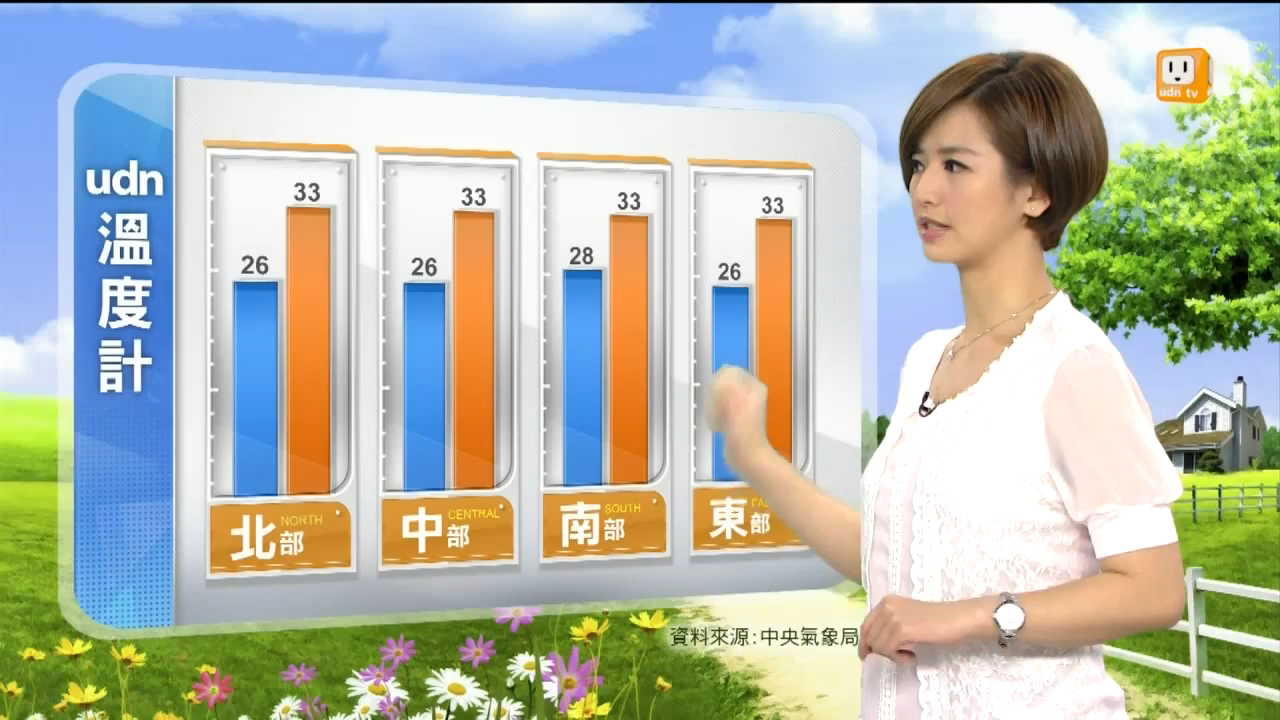 udn
溫度計
26
33
26
33
28
33
26
33
北部
NORTH
中部
CENTRAL
南部
SOUTH
東部
資料來源:中央氣象局
udn tv